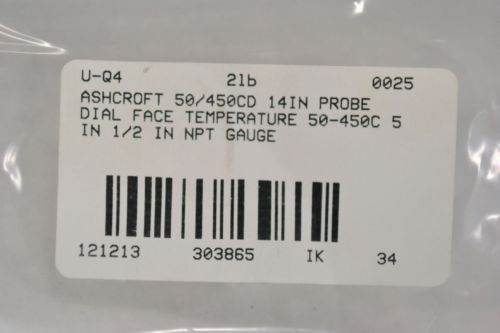 U-Q4 2lb 0025
ASHCROFT 50/450CD 14IN PROBE
DIAL FACE TEMPERATURE 50-450C 5
IN 1/2 IN NPT GAUGE
121213 303865 IK 34